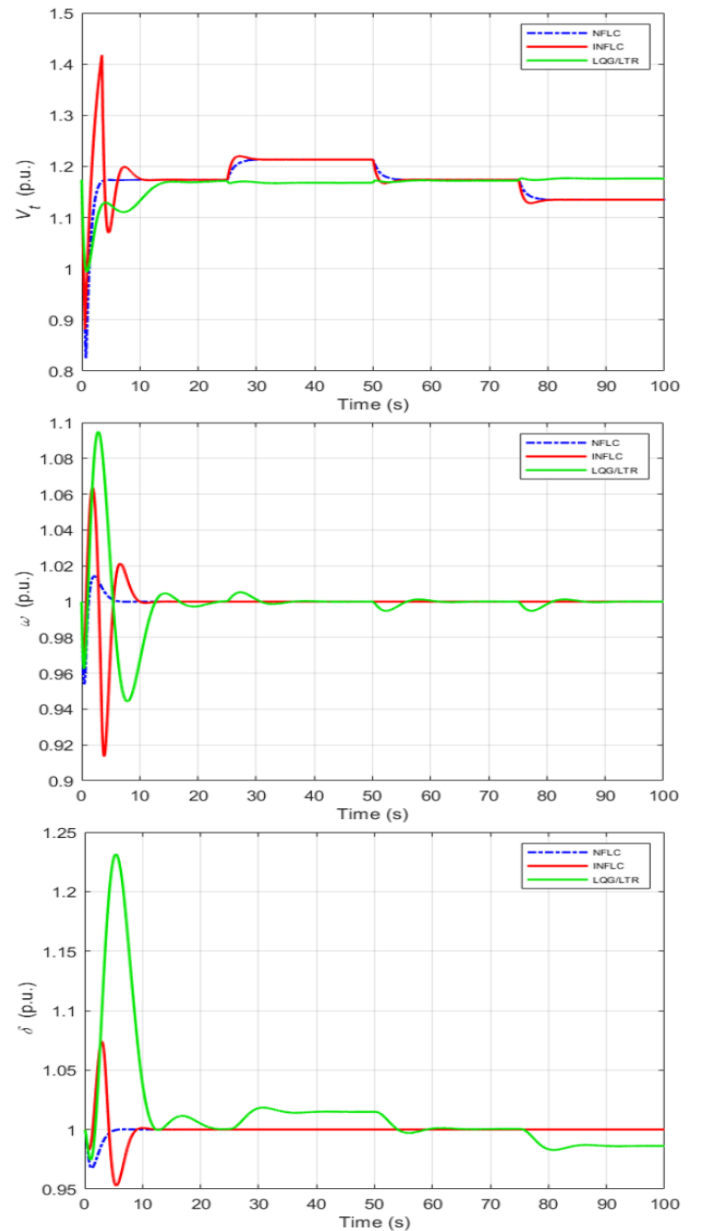 1.5
1.4
1.3
1.2
1.1
1
0.9
0.8
V_t (p.u.)
NFLC
INFLC
LQG/LTR
0 10 20 30 40 50 60 70 80 90 100
Time (s)
1.1
1.08
1.06
1.04
1.02
1
0.98
0.96
0.94
0.92
0.9
ω (p.u.)
NFLC
INFLC
LQG/LTR
0 10 20 30 40 50 60 70 80 90 100
Time (s)
1.25
1.2
1.15
1.1
1.05
1
0.95
δ (p.u.)
NFLC
INFLC
LQG/LTR
0 10 20 30 40 50 60 70 80 90 100
Time (s)